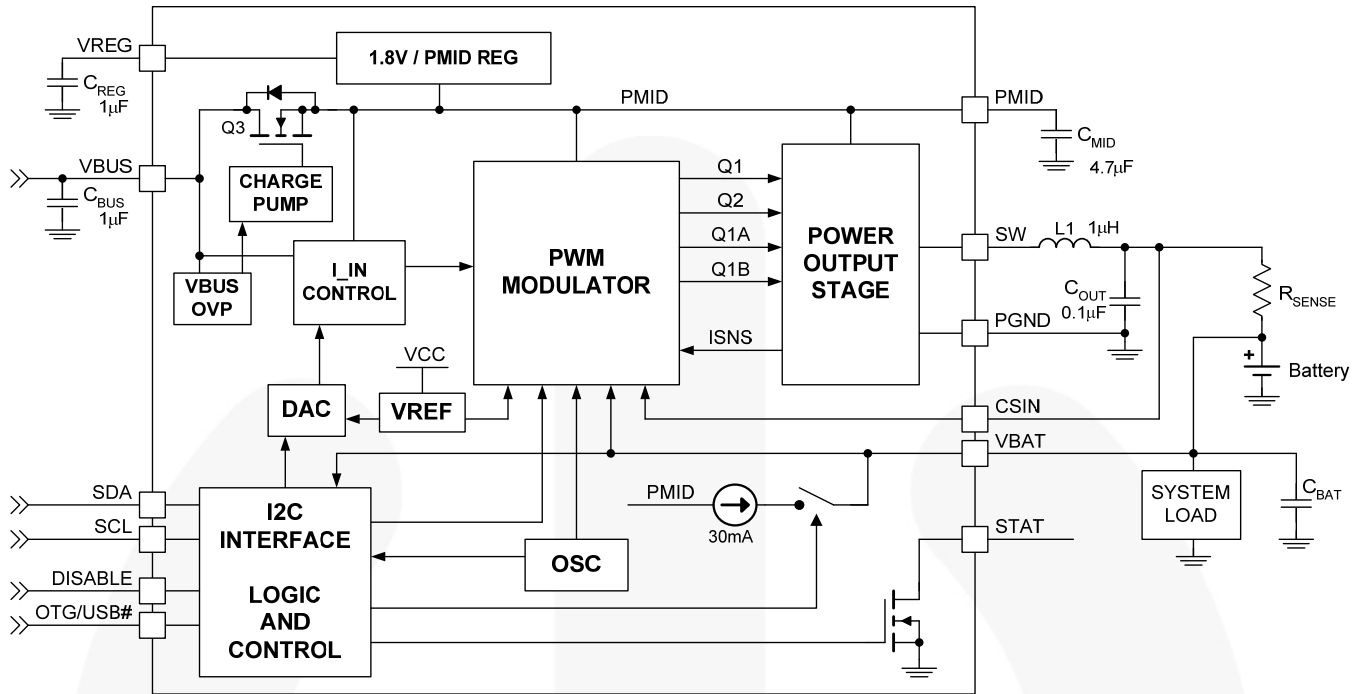 VREG
1.8V / PMID REG
C_REG
1µF
PMID
PMID
Q3
C_MID
4.7µF
VBUS
CHARGE
PUMP
C_BUS
1µF
Q1
Q2
Q1A
Q1B
ISNS
PWM
MODULATOR
POWER
OUTPUT
STAGE
SW
L1
1µH
VBUS
OVP
I_IN
CONTROL
C_OUT
0.1µF
R_SENSE
PGND
VCC
+
Battery
DAC
VREF
CSIN
VBAT
SDA
SCL
I2C
INTERFACE
PMID
30mA
SYSTEM
LOAD
C_BAT
STAT
OSC
DISABLE
OTG/USB#
LOGIC
AND
CONTROL